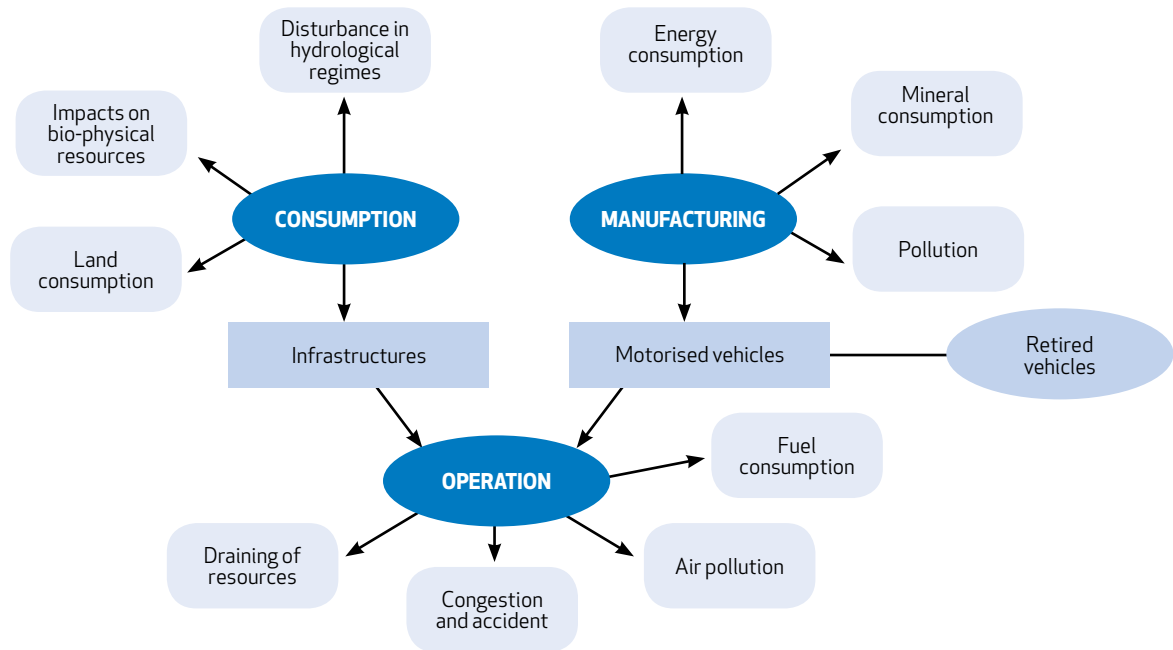 Disturbance in
hydrological
regimes
Energy
consumption
Impacts on
bio-physical
resources
Mineral
consumption
CONSUMPTION
MANUFACTURING
Land
consumption
Pollution
Infrastructures
Motorised vehicles
Retired
vehicles
Fuel
consumption
OPERATION
Draining of
resources
Congestion
and accident
Air pollution